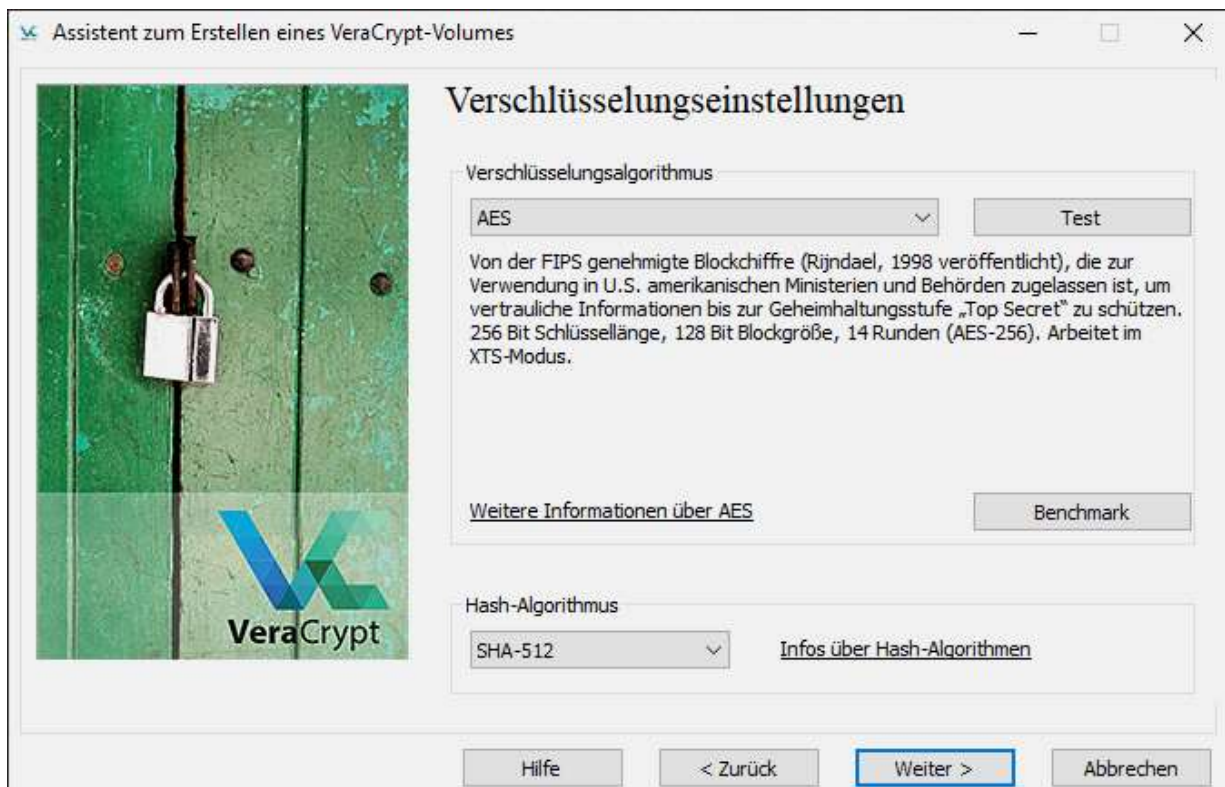 Assistent zum Erstellen eines VeraCrypt-Volumes
Verschlüsselungseinstellungen
Verschlüsselungsalgorithmus
AES
Test
Von der FIPS genehmigte Blockchiffre (Rijndael, 1998 veröffentlicht), die zur
Verwendung in U.S. amerikanischen Ministerien und Behörden zugelassen ist, um
vertrauliche Informationen bis zur Geheimhaltungsstufe „Top Secret“ zu schützen.
256 Bit Schlüssellänge, 128 Bit Blockgröße, 14 Runden (AES-256). Arbeitet im
XTS-Modus.
Weitere Informationen über AES
Benchmark
VeraCrypt
Hash-Algorithmus
SHA-512
Infos über Hash-Algorithmen
Hilfe
< Zurück
Weiter >
Abbrechen